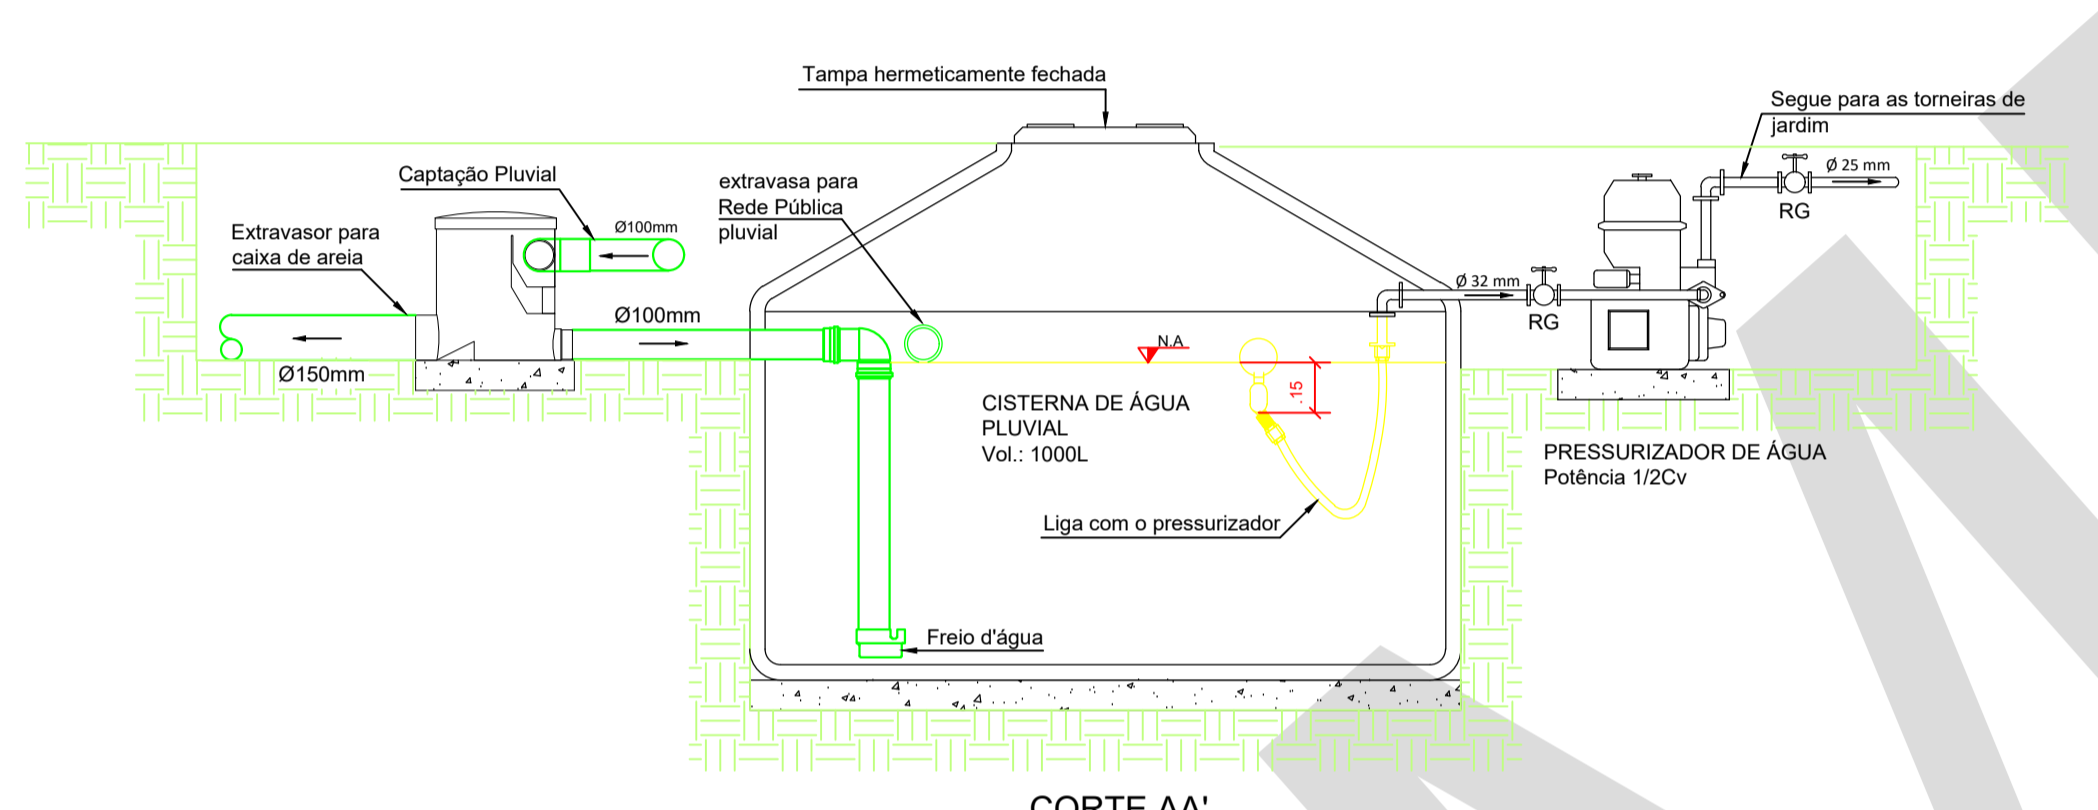 Tampa hermeticamente fechada
Segue para as torneiras de
jardim
Ø 25 mm
RG
Captação Pluvial
extravasa para
Rede Pública
pluvial
Ø100mm
Extravasor para
caixa de areia
Ø 32 mm
RG
Ø100mm
N.A
Ø150mm
.15
CISTERNA DE ÁGUA
PLUVIAL
Vol.: 1000L
PRESSURIZADOR DE ÁGUA
Potência 1/2Cv
Liga com o pressurizador
Freio d'água
CORTE AA'